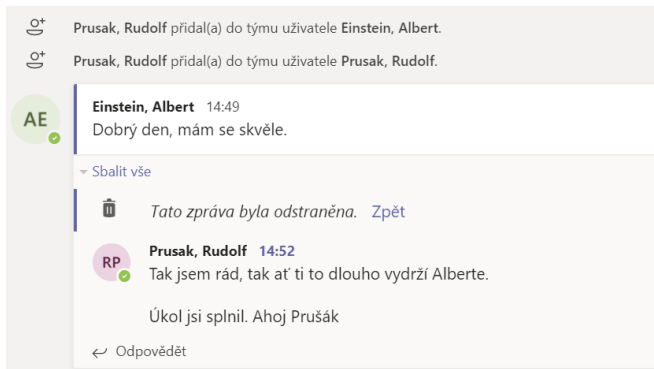 Prusak, Rudolf přidal(a) do týmu uživatele Einstein, Albert.
Prusak, Rudolf přidal(a) do týmu uživatele Prusak, Rudolf.
AE
Einstein, Albert 14:49
Dobrý den, mám se skvěle.
Sbalit vše
Tato zpráva byla odstraněna. Zpět
RP
Prusak, Rudolf 14:52
Tak jsem rád, tak ať ti to dlouho vydrží Alberte.
Úkol jsi splnil. Ahoj Prušák
Odpovědět